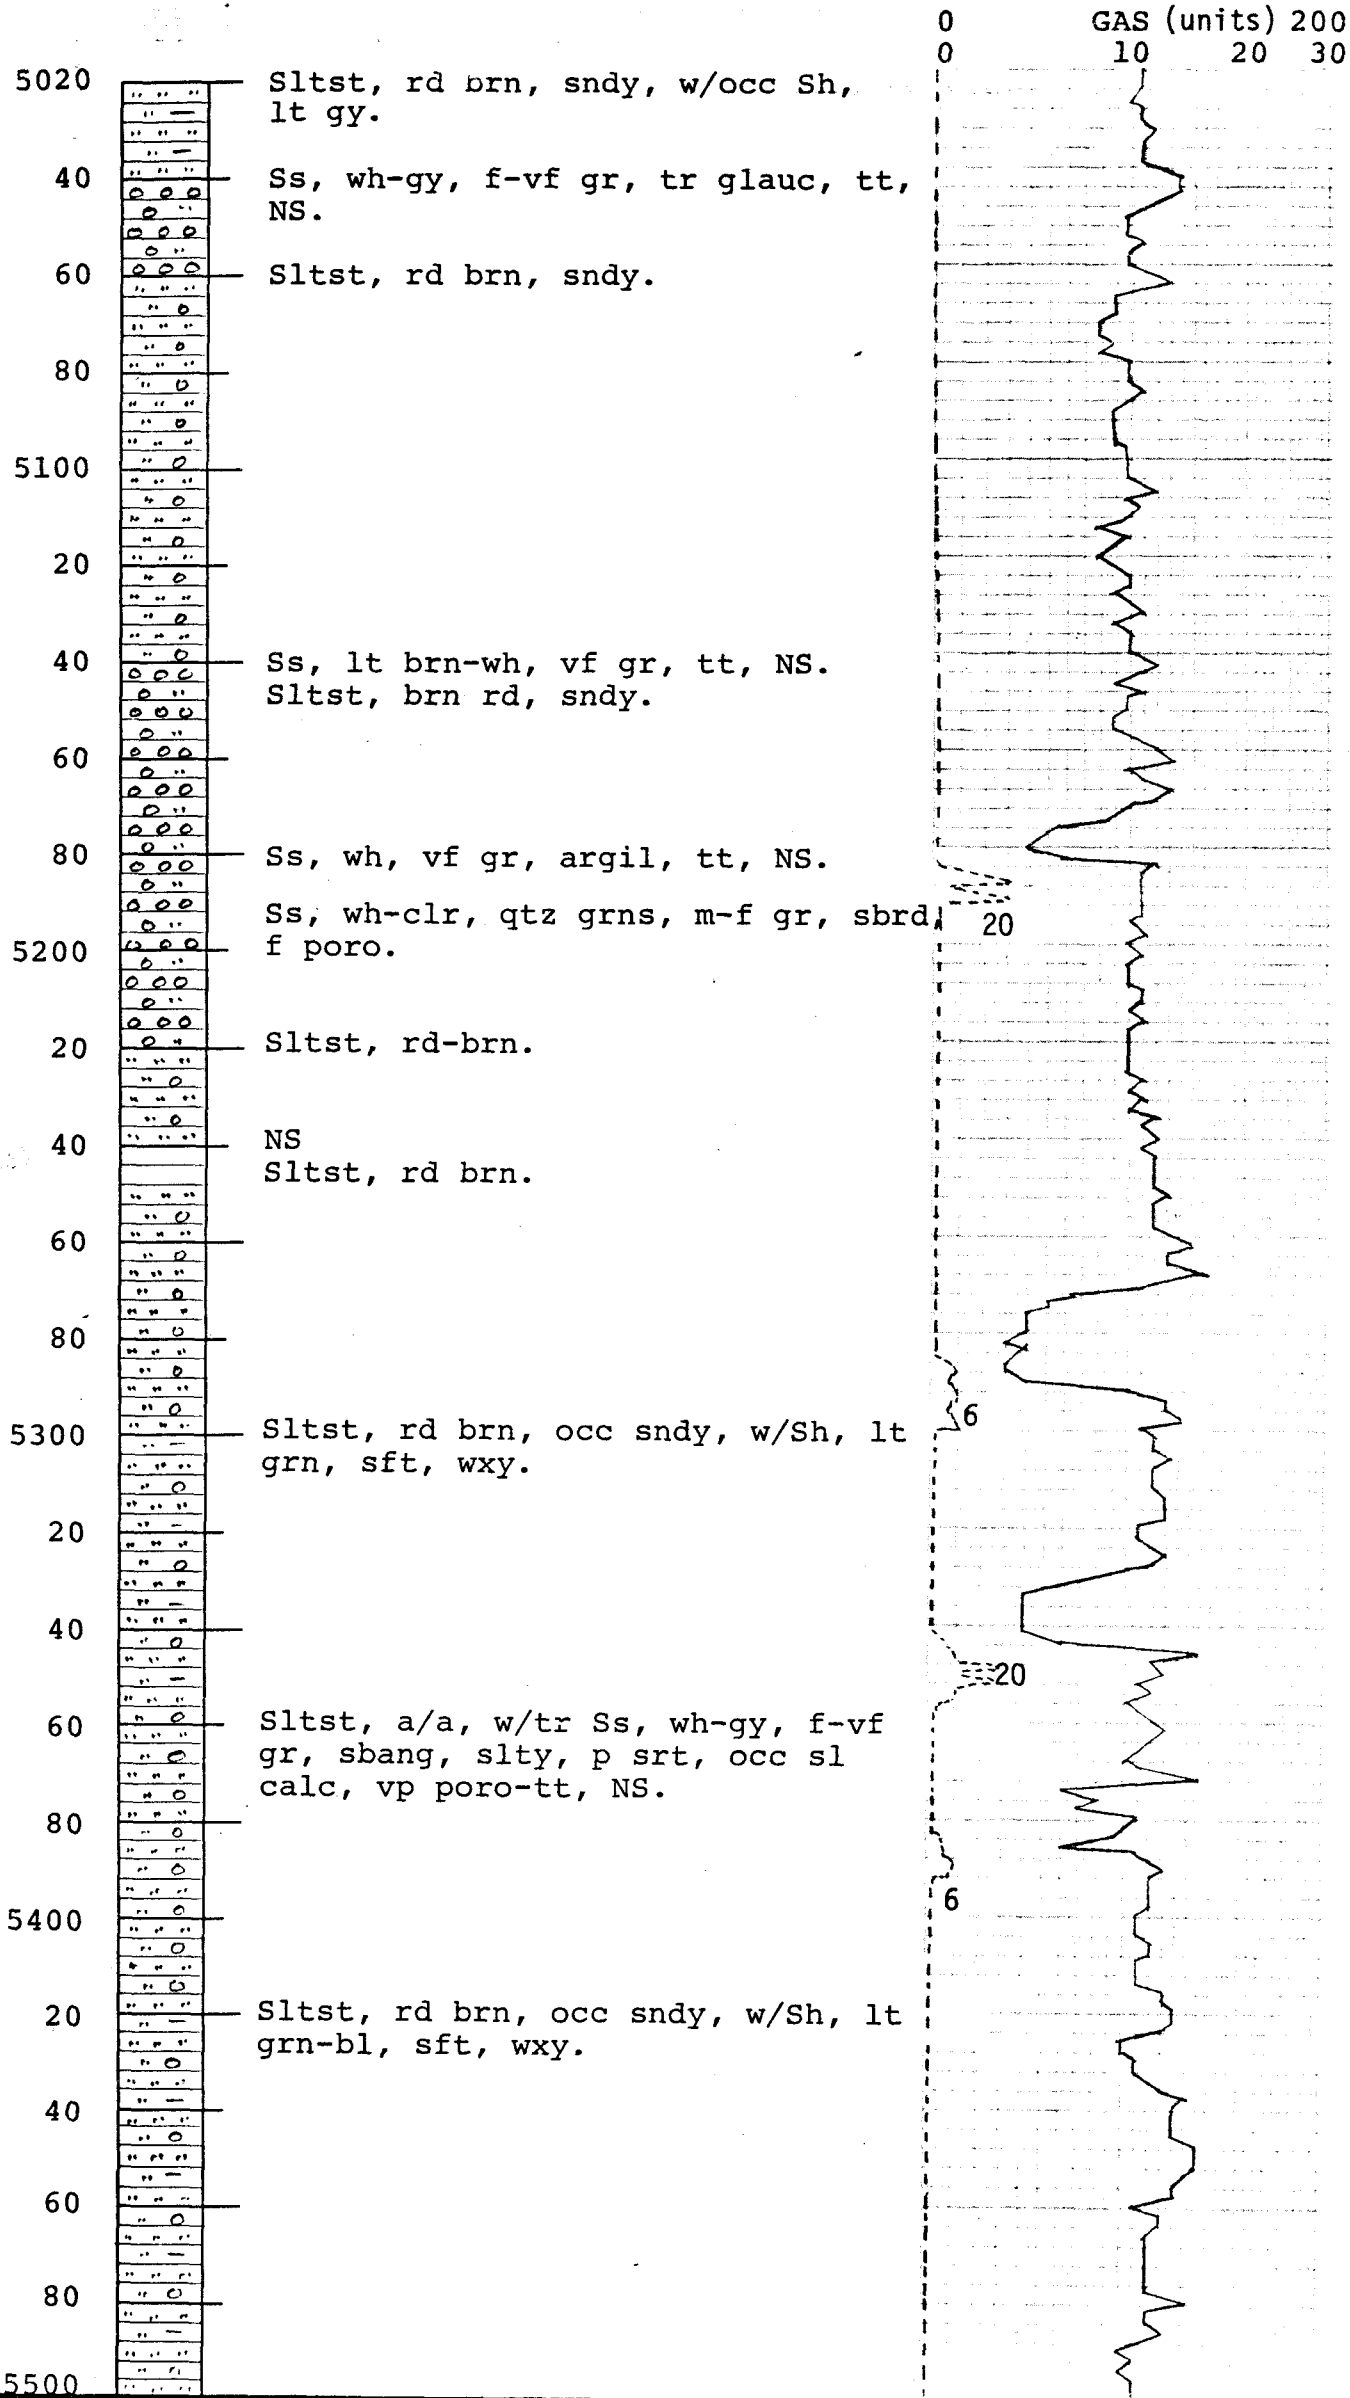 0 GAS (units) 200
0 10 20 30
5020 Sltst, rd brn, sndy, w/occ Sh,
lt gy.
40 Ss, wh-gy, f-vf gr, tr glauc, tt,
NS.
60 Sltst, rd brn, sndy.
80
5100
20
40 Ss, lt brn-wh, vf gr, tt, NS.
Sltst, brn rd, sndy.
60
80 Ss, wh, vf gr, argil, tt, NS.
Ss, wh-clr, qtz grns, m-f gr, sbrd,
20
5200 f poro.
20 Sltst, rd-brn.
40 NS
Sltst, rd brn.
60
80
6
5300 Sltst, rd brn, occ sndy, w/Sh, lt
grn, sft, wxy.
20
40
20
60 Sltst, a/a, w/tr Ss, wh-gy, f-vf
gr, sbang, slty, p srt, occ sl
calc, vp poro-tt, NS.
80
6
5400
20 Sltst, rd brn, occ sndy, w/Sh, lt
grn-bl, sft, wxy.
40
60
80
5500